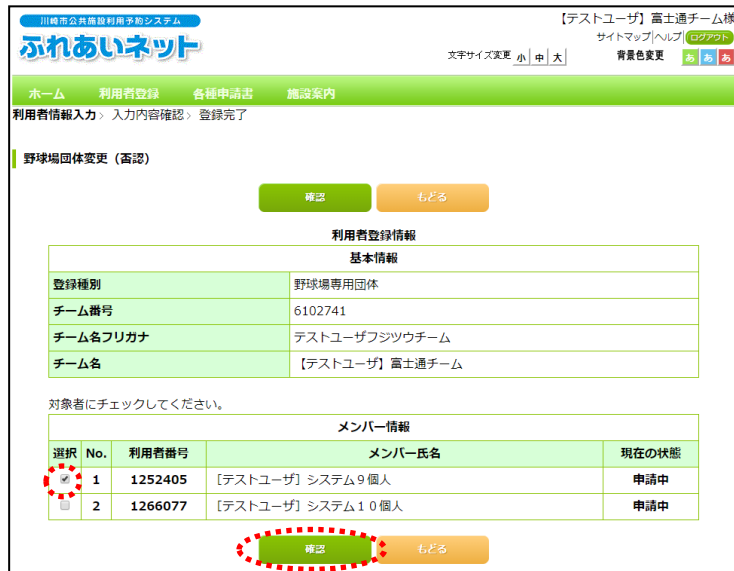 川崎市公共施設利用予約システム
ふれあいネット
【テストユーザ】富士通チーム様
サイトマップ|ヘルプ| ログアウト
文字サイズ変更 小 中 大 背景色変更 あ あ あ
ホーム 利用者登録 各種申請書 施設案内
利用者情報入力> 入力内容確認> 登録完了
野球場団体変更（否認）
確認 もどる
利用者登録情報
基本情報
登録種別 野球場専用団体
チーム番号 6102741
チーム名フリガナ テストユーザフジツウチーム
チーム名 【テストユーザ】富士通チーム
対象者にチェックしてください。
メンバー情報
選択 No. 利用者番号 メンバー氏名 現在の状態
1 1252405 ［テストユーザ］システム９個人 申請中
2 1266077 ［テストユーザ］システム１０個人 申請中
確認 もどる